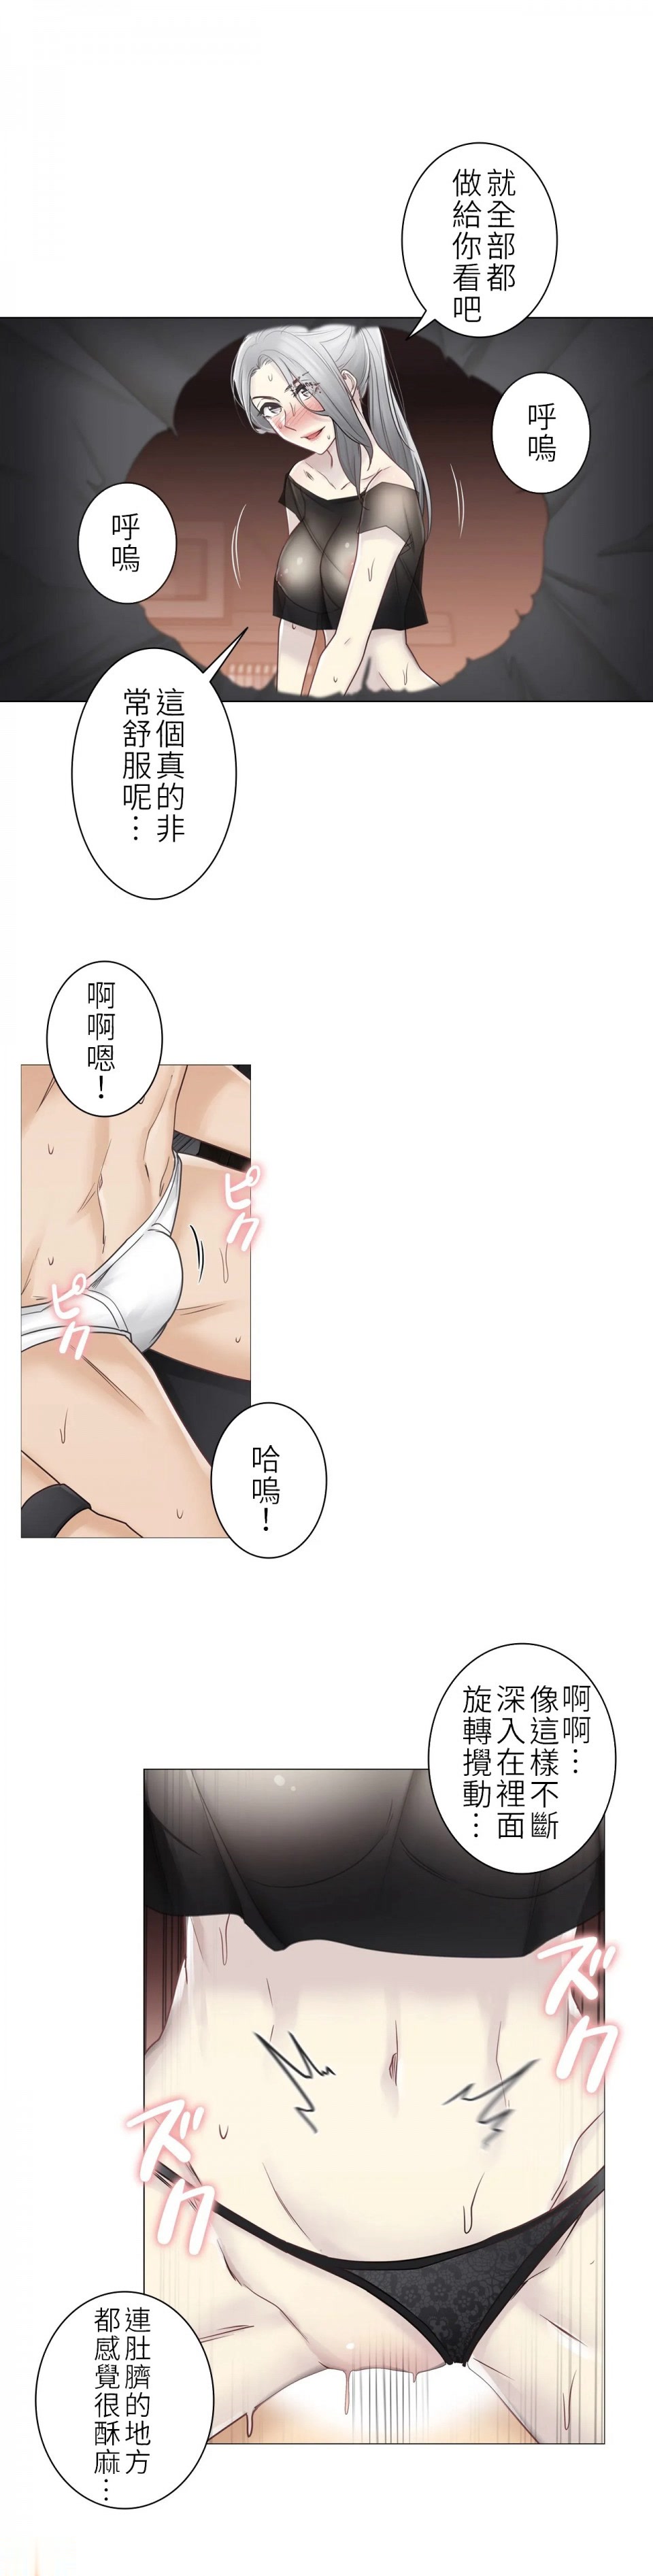 就全部都
做給你看吧
呼嗚
呼嗚
這個真的非
常舒服呢…
啊啊嗯！
ピク
ピク
哈嗚！
啊啊…
像這樣不斷
深入在裡面
旋轉攪動…
ズク
ズク
連肚臍的地方
都感覺很酥麻…